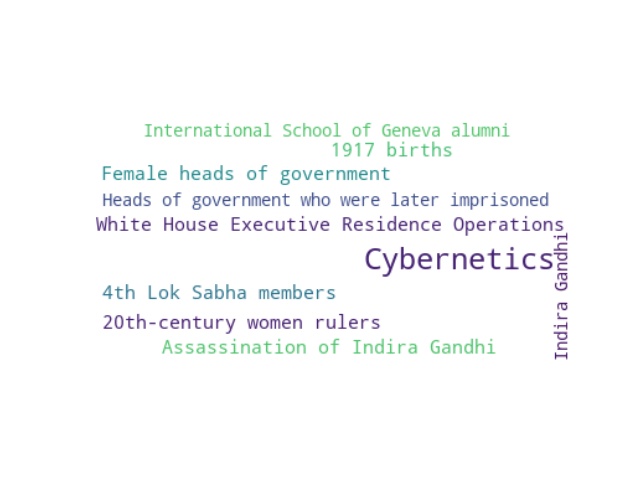 International School of Geneva alumni
1917 births
Female heads of government
Heads of government who were later imprisoned
White House Executive Residence Operations
Cybernetics
Indira Gandhi
4th Lok Sabha members
20th-century women rulers
Assassination of Indira Gandhi